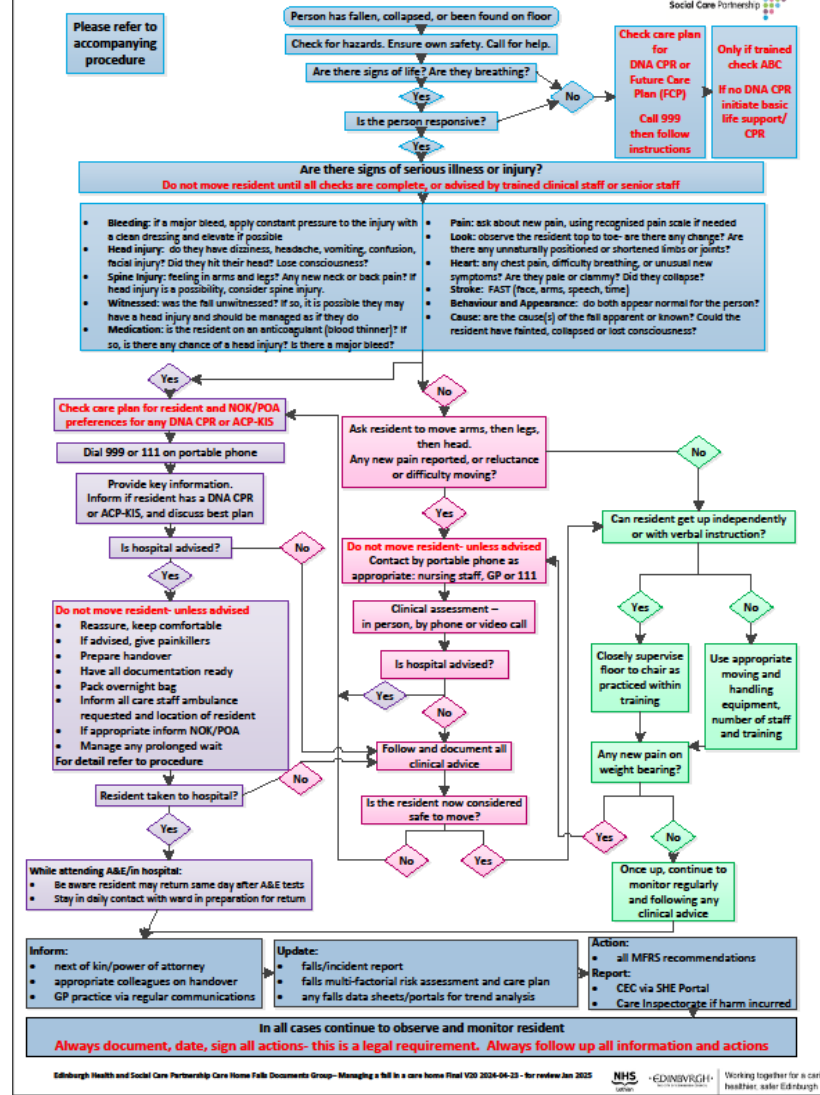 Social Care Partnership
Please refer to
accompanying
procedure
Person has fallen, collapsed, or been found on floor
Check for hazards. Ensure own safety. Call for help.
Are there signs of life? Are they breathing?
Yes
No
Is the person responsive?
Yes
Check care plan
for
DNA CPR or
Future Care
Plan (FCP)
Call 999
then follow
instructions
Only if trained
check ABC
If no DNA CPR
initiate basic
life support/
CPR
Are there signs of serious illness or injury?
Do not move resident until all checks are complete, or advised by trained clinical staff or senior staff
• Bleeding: if a major bleed, apply constant pressure to the injury with
a clean dressing and elevate if possible
• Head injury: do they have dizziness, headache, vomiting, confusion,
facial injury? Did they hit their head? Lose consciousness?
• Spine Injury: feeling in arms and legs? Any new neck or back pain? If
head injury is a possibility, consider spine injury.
• Witnessed: was the fall unwitnessed? If so, it is possible they may
have a head injury and should be managed as if they do
• Medication: is the resident on an anticoagulant (blood thinner)? If
so, is there any chance of a head injury? Is there a major bleed?
• Pain: ask about new pain, using recognised pain scale if needed
• Look: observe the resident top to toe- are there any change? Are
there any unnaturally positioned or shortened limbs or joints?
• Heart: any chest pain, difficulty breathing, or unusual new
symptoms? Are they pale or clammy? Did they collapse?
• Stroke: FAST (face, arms, speech, time)
• Behaviour and Appearance: do both appear normal for the person?
• Cause: are the cause(s) of the fall apparent or known? Could the
resident have fainted, collapsed or lost consciousness?
Yes
Check care plan for resident and NOK/POA
preferences for any DNA CPR or ACP-KIS
Dial 999 or 111 on portable phone
Provide key information.
Inform if resident has a DNA CPR
or ACP-KIS, and discuss best plan
Is hospital advised?
No
Yes
Do not move resident- unless advised
• Reassure, keep comfortable
• If advised, give painkillers
• Prepare handover
• Have all documentation ready
• Pack overnight bag
• Inform all care staff ambulance
requested and location of resident
• If appropriate inform NOK/POA
• Manage any prolonged wait
For detail refer to procedure
Resident taken to hospital?
No
Yes
While attending A&E/in hospital:
• Be aware resident may return same day after A&E tests
• Stay in daily contact with ward in preparation for return
No
Ask resident to move arms, then legs,
then head.
Any new pain reported, or reluctance
or difficulty moving?
Yes
Do not move resident- unless advised
Contact by portable phone as
appropriate: nursing staff, GP or 111
Clinical assessment –
in person, by phone or video call
Is hospital advised?
Yes
No
Follow and document all
clinical advice
Is the resident now considered
safe to move?
No
Yes
No
Can resident get up independently
or with verbal instruction?
Yes
No
Closely supervise
floor to chair as
practiced within
training
Use appropriate
moving and
handling
equipment,
number of staff
and training
Any new pain on
weight bearing?
Yes
No
Once up, continue to
monitor regularly
and following any
clinical advice
Inform:
• next of kin/power of attorney
• appropriate colleagues on handover
• GP practice via regular communications
Update:
• falls/incident report
• falls multi-factorial risk assessment and care plan
• any falls data sheets/portals for trend analysis
Action:
• all MFRS recommendations
Report:
• CEC via SHE Portal
• Care Inspectorate if harm incurred
In all cases continue to observe and monitor resident
Always document, date, sign all actions- this is a legal requirement. Always follow up all information and actions
Edinburgh Health and Social Care Partnership Care Home Falls Documents Group– Managing a fall in a care home Final V20 2024-04-23 - for review Jan 2025
NHS
Lothian
·EDINBVRGH·
Working together for a cari
healthier, safer Edinburgh